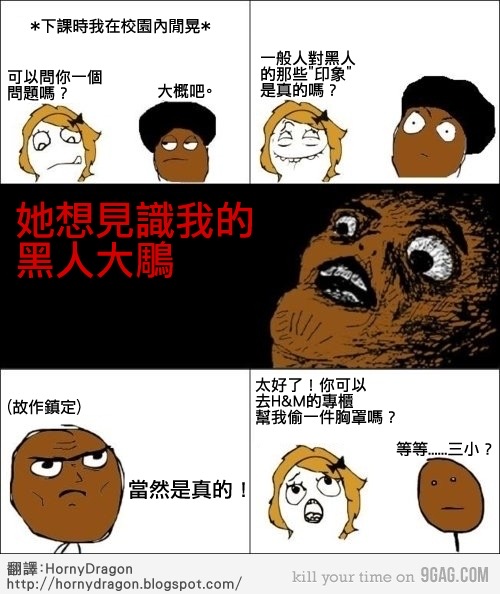 *下課時我在校園內閒晃*
可以問你一個
問題嗎？
大概吧。
一般人對黑人
的那些"印象"
是真的嗎？
她想見識我的
黑人大鵰
(故作鎮定)
當然是真的！
太好了！你可以
去H&M的專櫃
幫我偷一件胸罩嗎？
等等......三小？
翻譯:HornyDragon
http://hornydragon.blogspot.com/
kill your time on 9GAG.COM